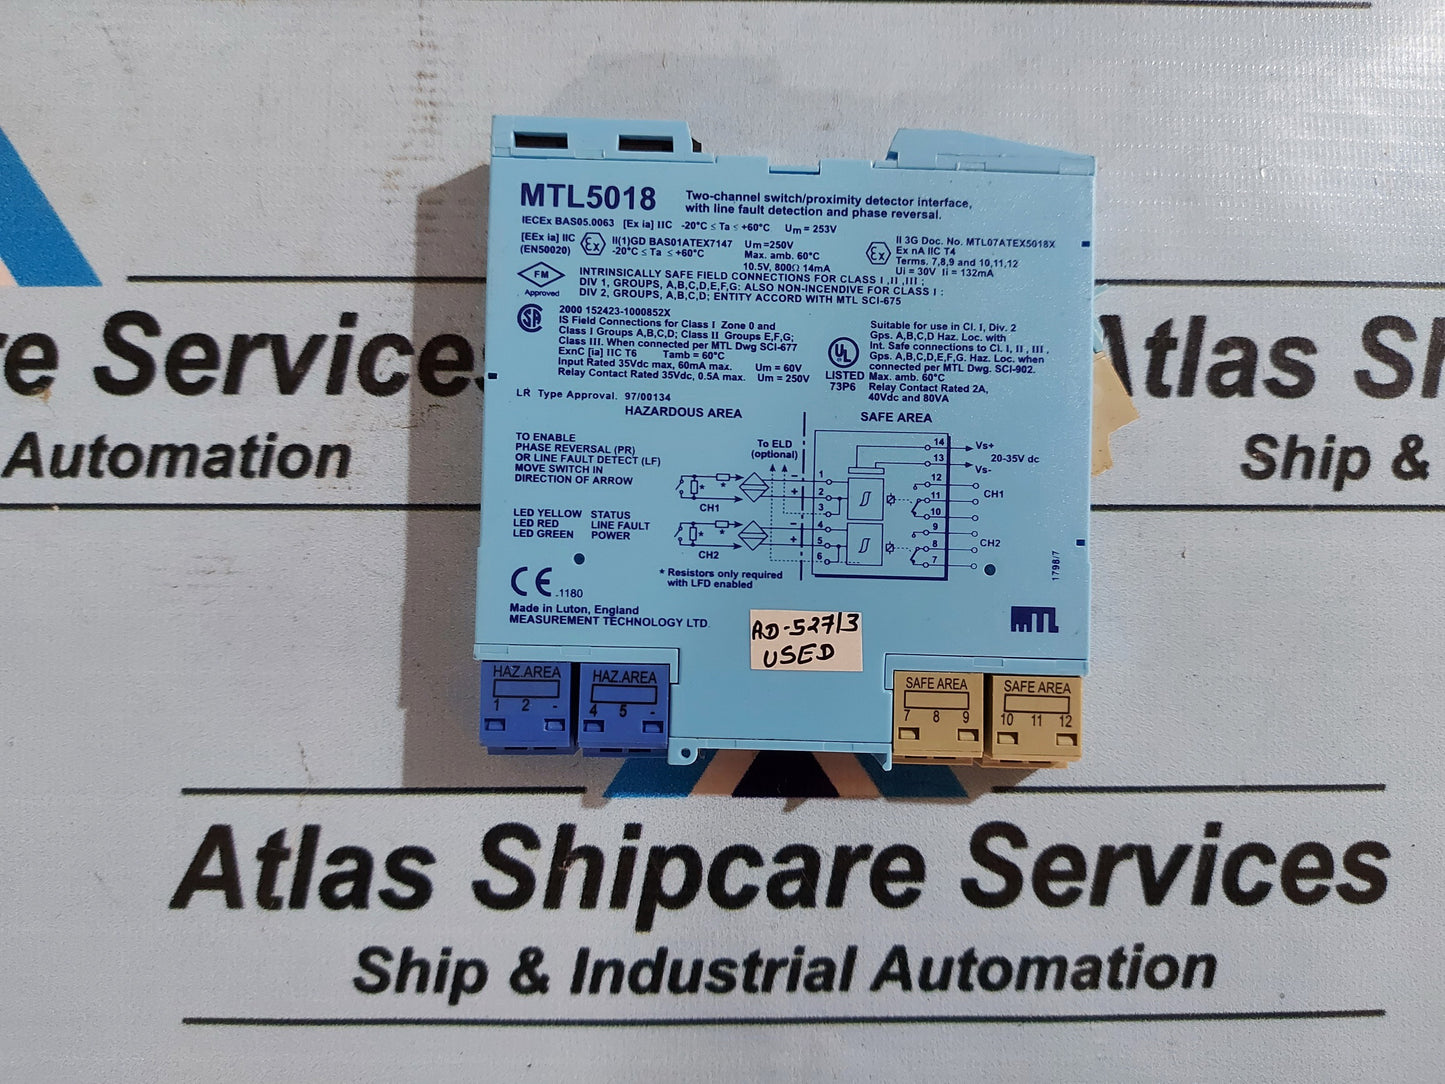 MTL5018
Two-channel switch/proximity detector interface,
with line fault detection and phase reversal.
IECEx BAS05.0063 [Ex ia] IIC -20°C ≤ Ta ≤ +60°C Um = 253V
[EEx ia] IIC
(EN50020)
II(1)GD BAS01ATEX7147
-20°C ≤ Ta ≤ +60°C
Um =250V
Max. amb. 60°C
10.5V, 800Ω 14mA
II 3G Doc. No. MTL07ATEX5018X
Ex nA IIC T4
Terms. 7,8,9 and 10,11,12
Ui = 30V Ii = 132mA
FM
Approved
INTRINSICALLY SAFE FIELD CONNECTIONS FOR CLASS I ,II ,III ;
DIV 1, GROUPS, A,B,C,D,E,F,G: ALSO NON-INCENDIVE FOR CLASS I :
DIV 2, GROUPS, A,B,C,D; ENTITY ACCORD WITH MTL SCI-675
SA
2000 152423-1000852X
IS Field Connections for Class I Zone 0 and
Class I Groups A,B,C,D; Class II Groups E,F,G;
Class III. When connected per MTL Dwg SCI-677
ExnC [ia] IIC T6 Tamb = 60°C
Input Rated 35Vdc max, 60mA max. Um = 60V
Relay Contact Rated 35Vdc, 0.5A max. Um = 250V
UL
LISTED
73P6
Suitable for use in Cl. I, Div. 2
Gps. A,B,C,D Haz. Loc. with
Int. Safe connections to Cl. I, II , III ,
Gps. A,B,C,D,E,F,G. Haz. Loc. when
connected per MTL Dwg. SCI-902.
Max. amb. 60°C
Relay Contact Rated 2A,
40Vdc and 80VA
LR Type Approval. 97/00134
HAZARDOUS AREA
SAFE AREA
TO ENABLE
PHASE REVERSAL (PR)
OR LINE FAULT DETECT (LF)
MOVE SWITCH IN
DIRECTION OF ARROW
To ELD
(optional)
LED YELLOW STATUS
LED RED LINE FAULT
LED GREEN POWER
CH1
CH2
* *
* *
- + - +
1
2
3
4
5
6
14
13
12
11
10
9
8
7
Vs+
20-35V dc
Vs-
CH1
CH2
* Resistors only required
with LFD enabled
1798/7
CE
.1180
Made in Luton, England
MEASUREMENT TECHNOLOGY LTD.
MTL
AD-527/3
USED
HAZ.AREA
1 2 -
HAZ.AREA
4 5 -
SAFE AREA
7 8 9
SAFE AREA
10 11 12
e Services
Automation
Atlas S
Ship &
Atlas Shipcare Services
Ship & Industrial Automation